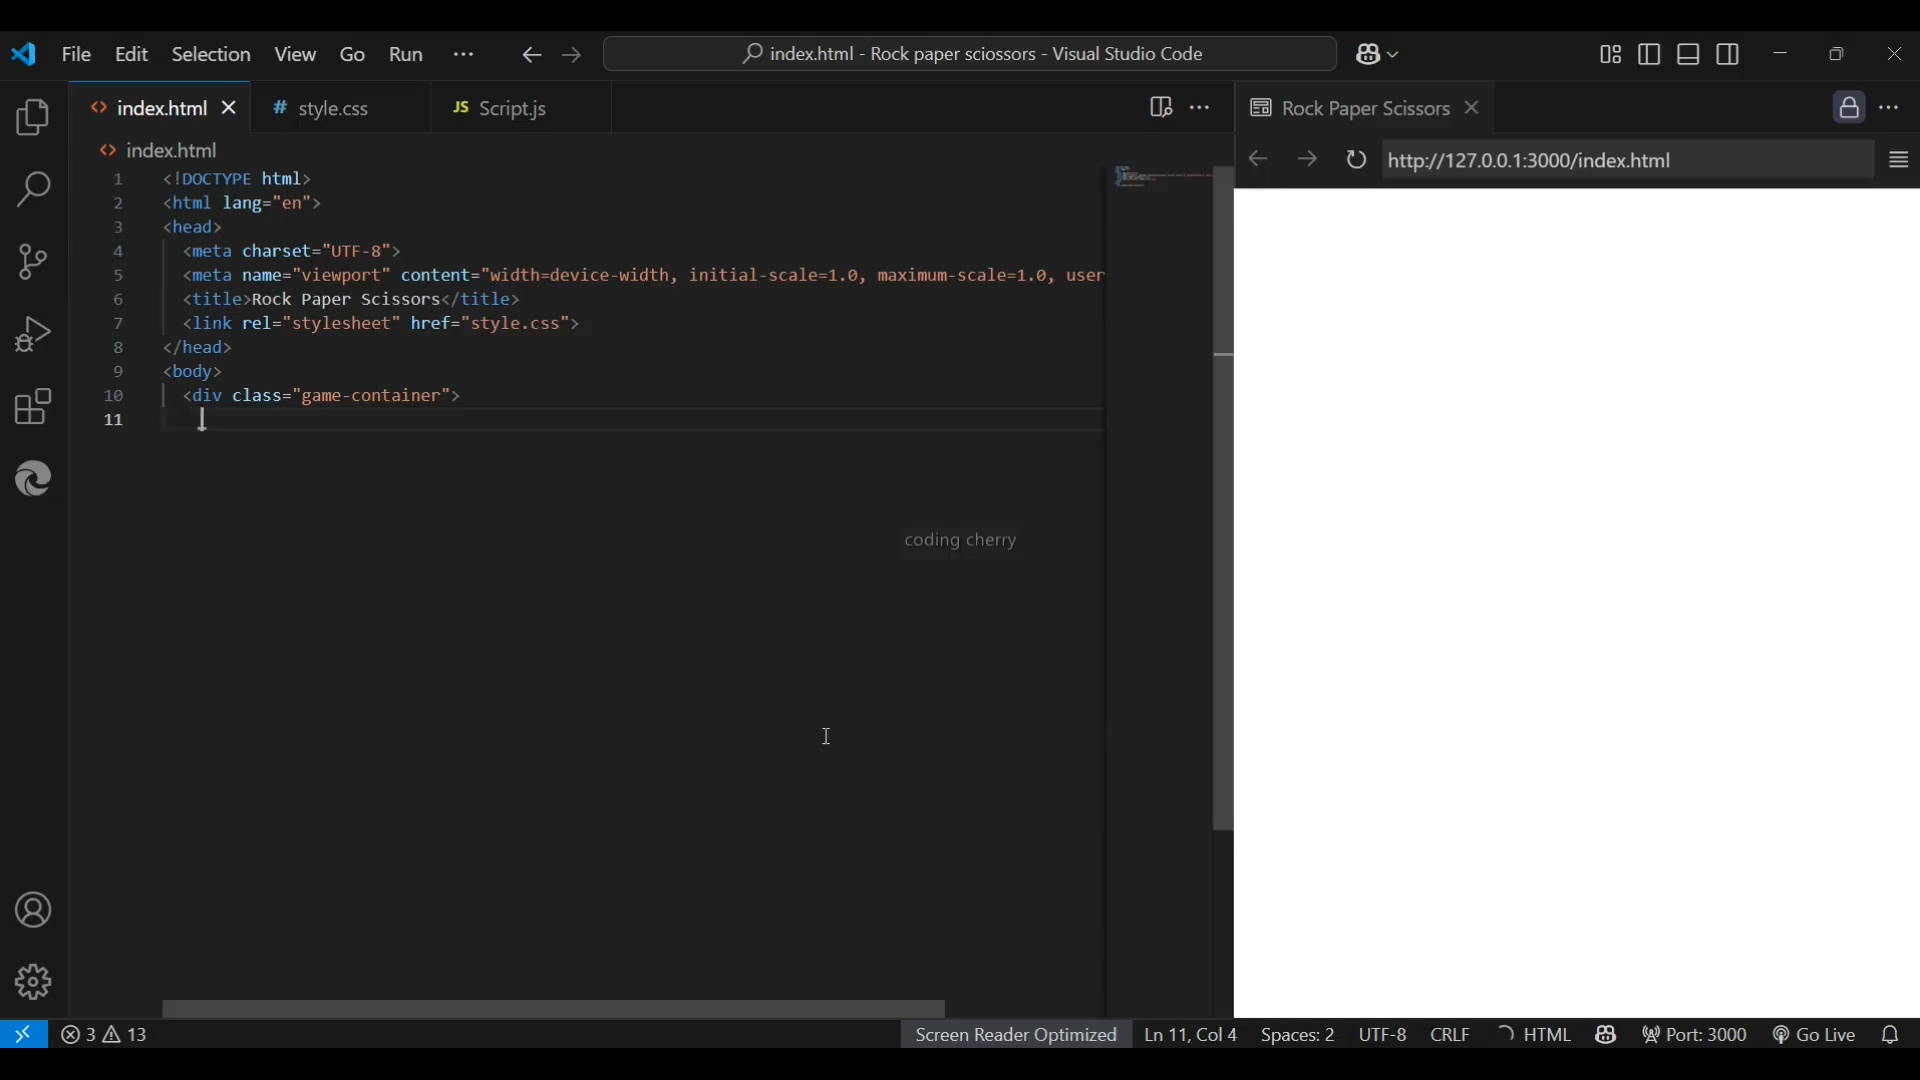 File Edit Selection View Go Run ···
index.html - Rock paper sciossors - Visual Studio Code
index.html
# style.css
JS Script.js
Rock Paper Scissors
index.html
http://127.0.0.1:3000/index.html
1 <!DOCTYPE html>
2 <html lang="en">
3 <head>
4 <meta charset="UTF-8">
5 <meta name="viewport" content="width=device-width, initial-scale=1.0, maximum-scale=1.0, user
6 <title>Rock Paper Scissors</title>
7 <link rel="stylesheet" href="style.css">
8 </head>
9 <body>
10 <div class="game-container">
11
coding cherry
3 13 Screen Reader Optimized Ln 11, Col 4 Spaces: 2 UTF-8 CRLF HTML Port: 3000 Go Live